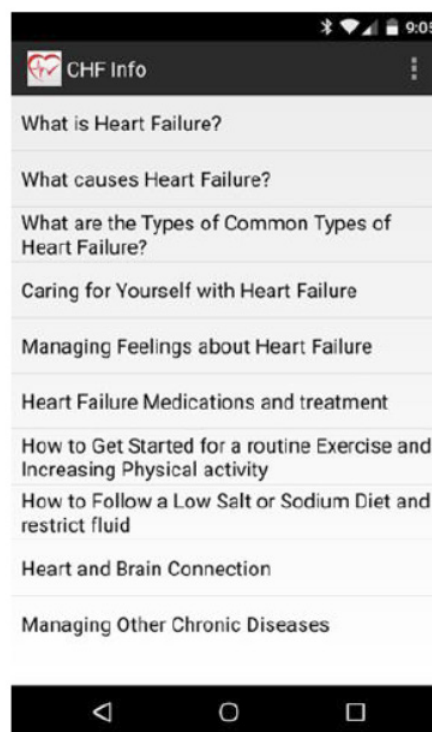 9:05
CHF Info
What is Heart Failure?
What causes Heart Failure?
What are the Types of Common Types of
Heart Failure?
Caring for Yourself with Heart Failure
Managing Feelings about Heart Failure
Heart Failure Medications and treatment
How to Get Started for a routine Exercise and
Increasing Physical activity
How to Follow a Low Salt or Sodium Diet and
restrict fluid
Heart and Brain Connection
Managing Other Chronic Diseases